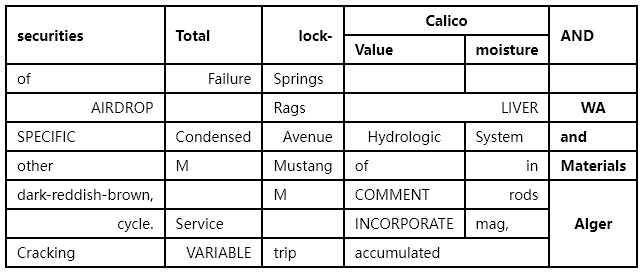 securities Total lock- Calico AND
Value moisture
of Failure Springs
AIRDROP Rags LIVER WA
SPECIFIC Condensed Avenue Hydrologic System and
other M Mustang of in Materials
dark-reddish-brown, M COMMENT rods Alger
cycle. Service INCORPORATE mag,
Cracking VARIABLE trip accumulated